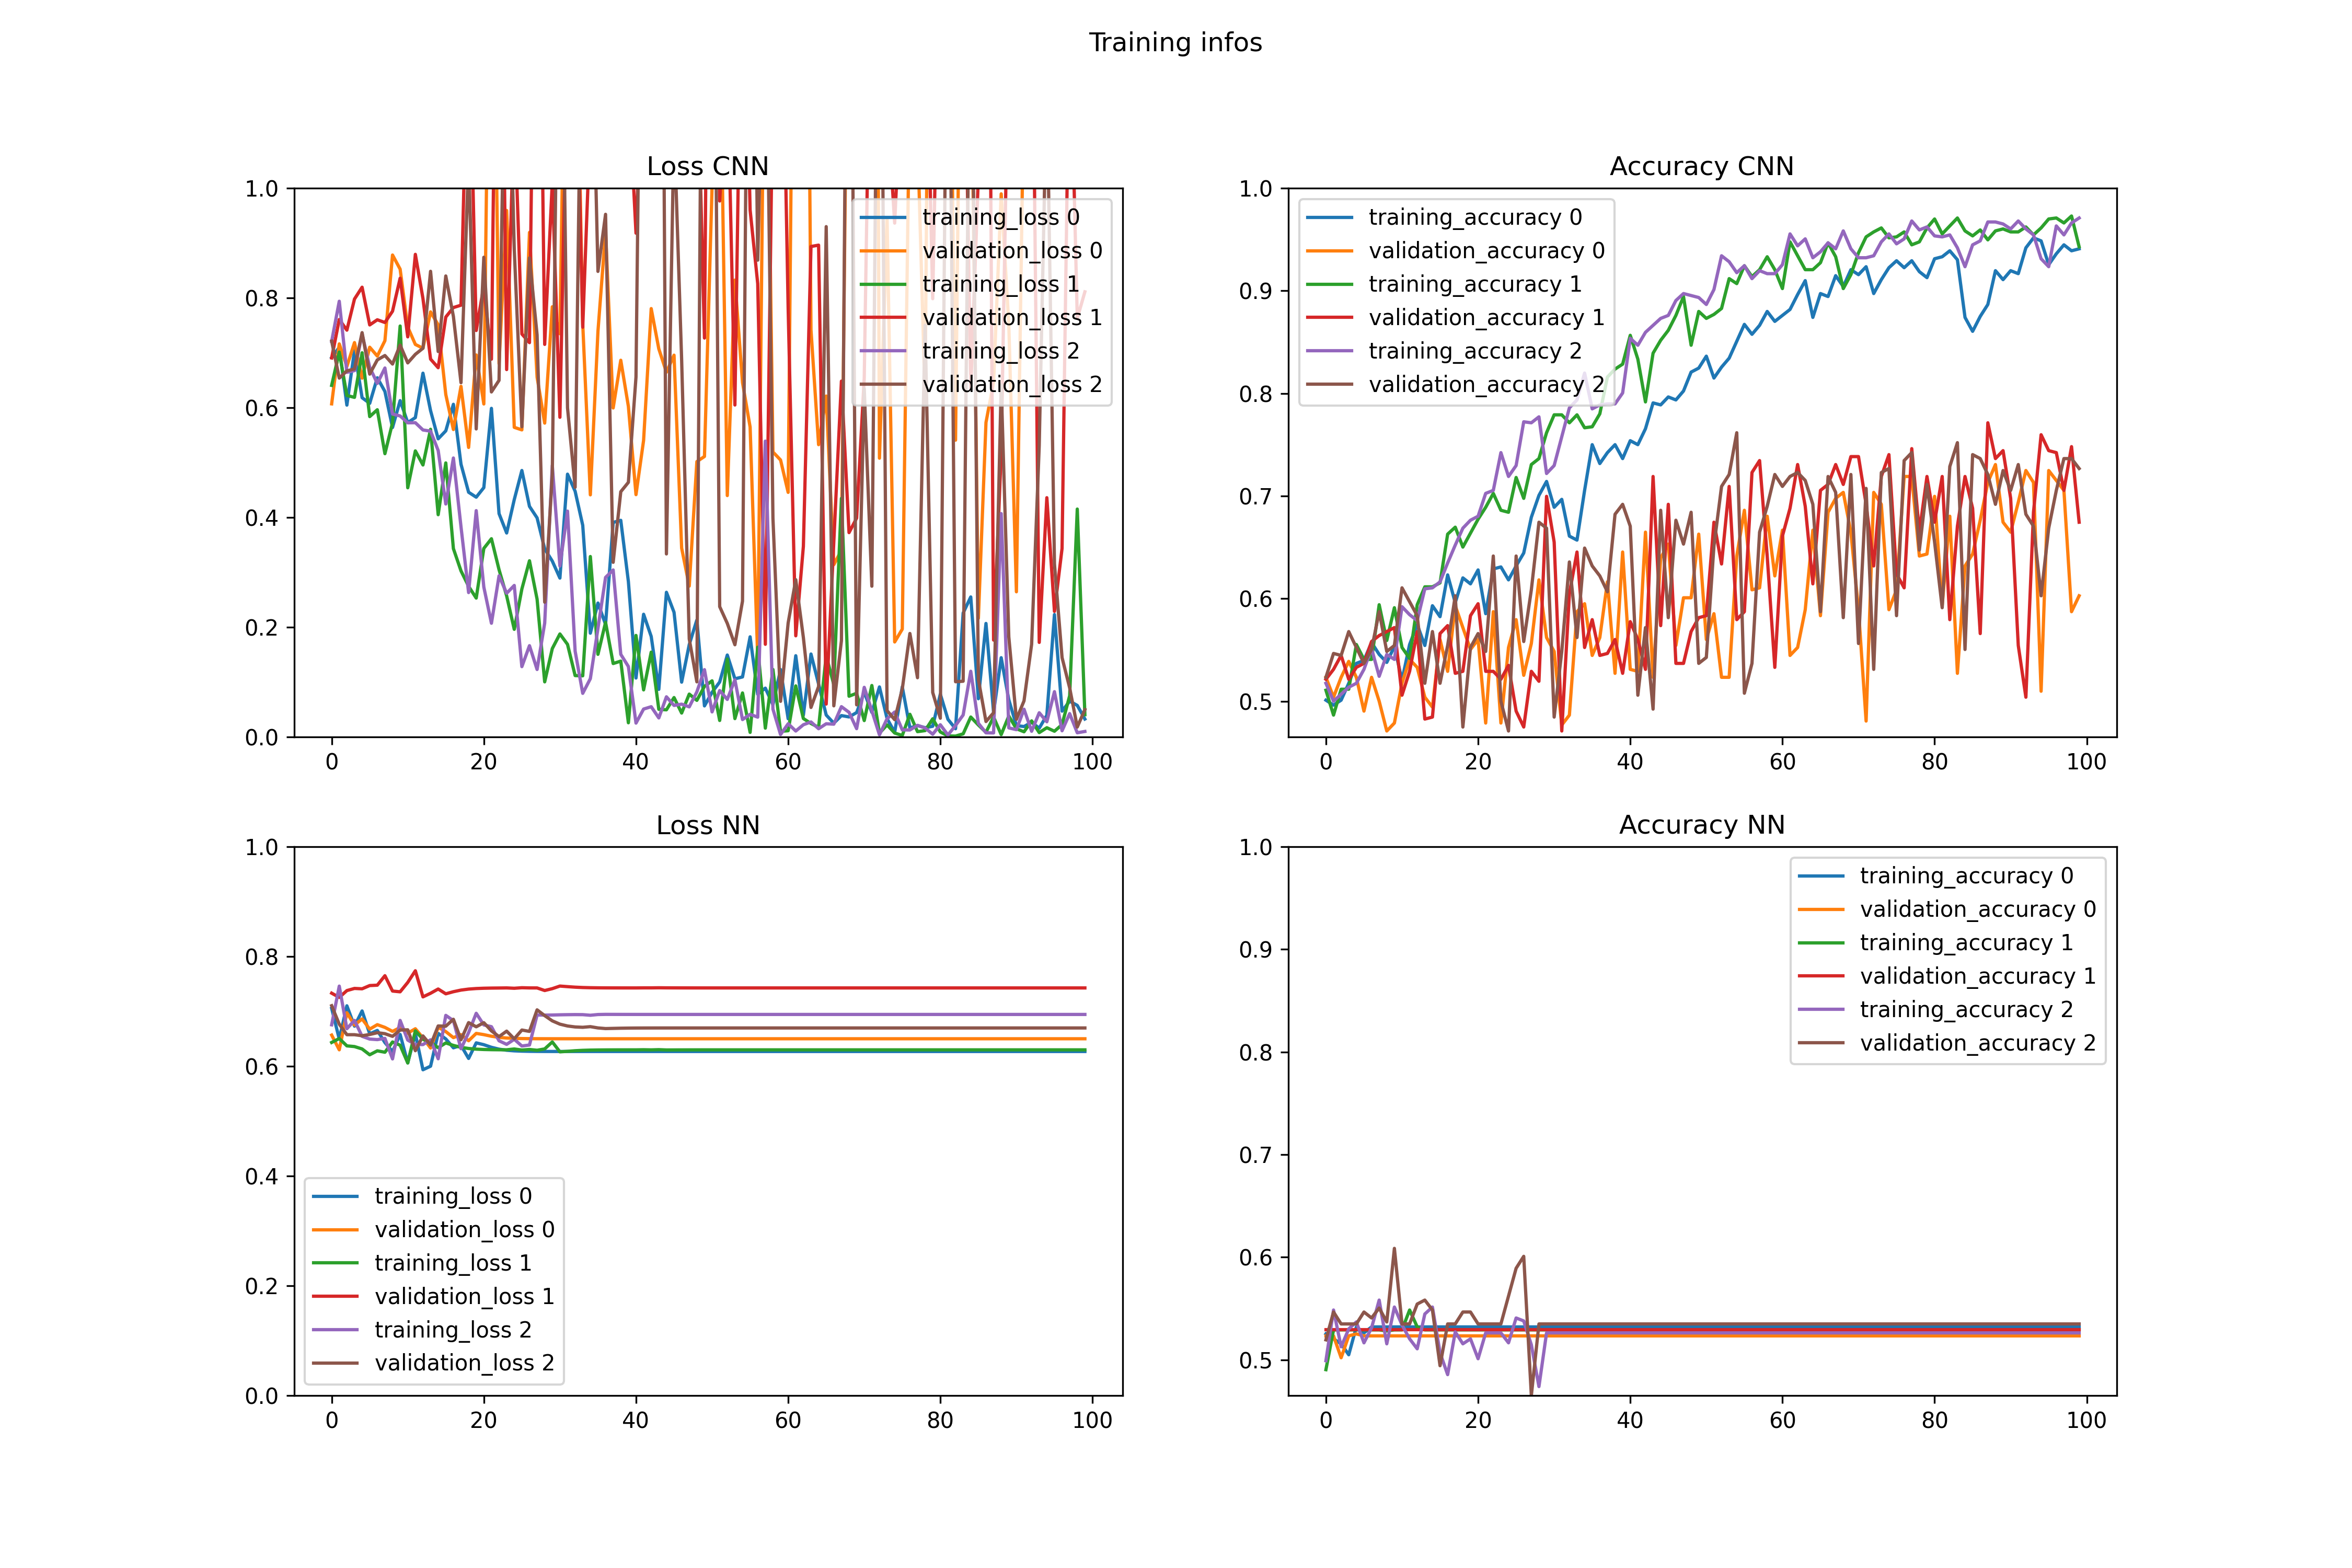 Training infos
Loss CNN
1.0
0.8
0.6
0.4
0.2
0.0
0 20 40 60 80 100
training_loss 0
validation_loss 0
training_loss 1
validation_loss 1
training_loss 2
validation_loss 2
Accuracy CNN
1.0
0.9
0.8
0.7
0.6
0.5
0 20 40 60 80 100
training_accuracy 0
validation_accuracy 0
training_accuracy 1
validation_accuracy 1
training_accuracy 2
validation_accuracy 2
Loss NN
1.0
0.8
0.6
0.4
0.2
0.0
0 20 40 60 80 100
training_loss 0
validation_loss 0
training_loss 1
validation_loss 1
training_loss 2
validation_loss 2
Accuracy NN
1.0
0.9
0.8
0.7
0.6
0.5
0 20 40 60 80 100
training_accuracy 0
validation_accuracy 0
training_accuracy 1
validation_accuracy 1
training_accuracy 2
validation_accuracy 2